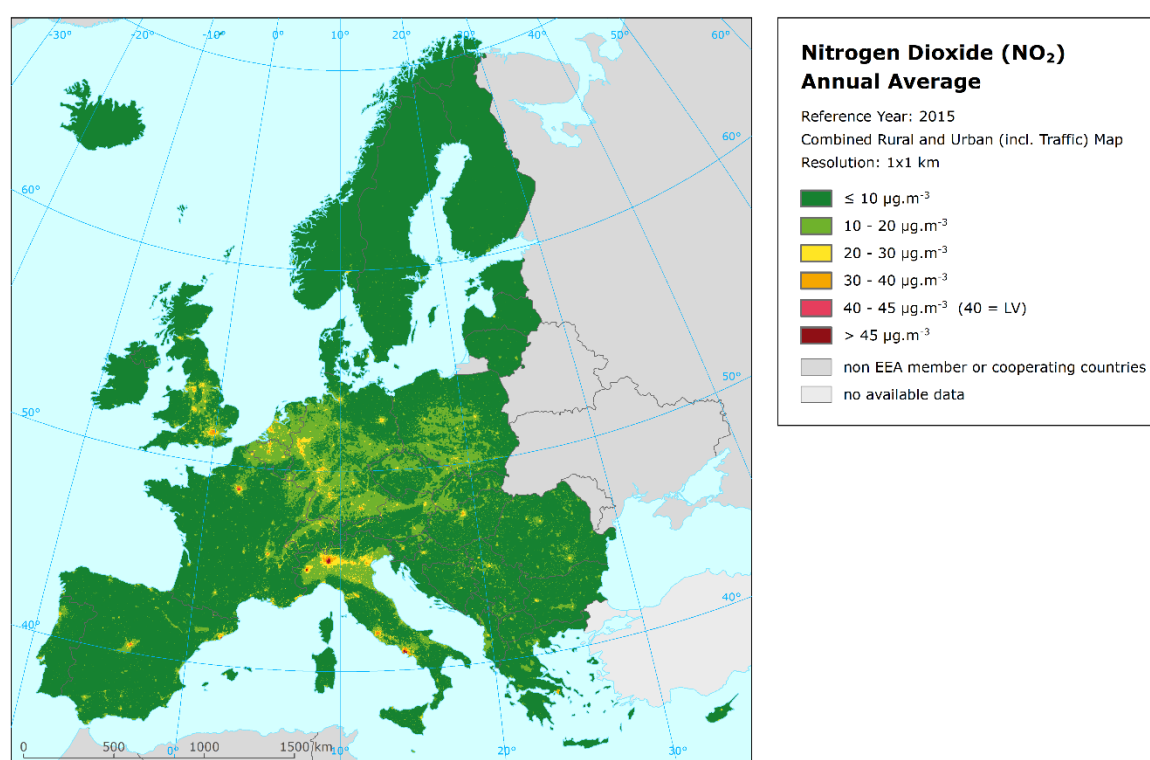 -30° -20° -10° 0° 10° 20° 30° 40° 50° 60°
60°
60°
50°
50°
40°
40°
0 500 1000 1500 km
0° 10° 20° 30°
Nitrogen Dioxide (NO₂)
Annual Average
Reference Year: 2015
Combined Rural and Urban (incl. Traffic) Map
Resolution: 1x1 km
≤ 10 µg.m⁻³
10 - 20 µg.m⁻³
20 - 30 µg.m⁻³
30 - 40 µg.m⁻³
40 - 45 µg.m⁻³ (40 = LV)
> 45 µg.m⁻³
non EEA member or cooperating countries
no available data